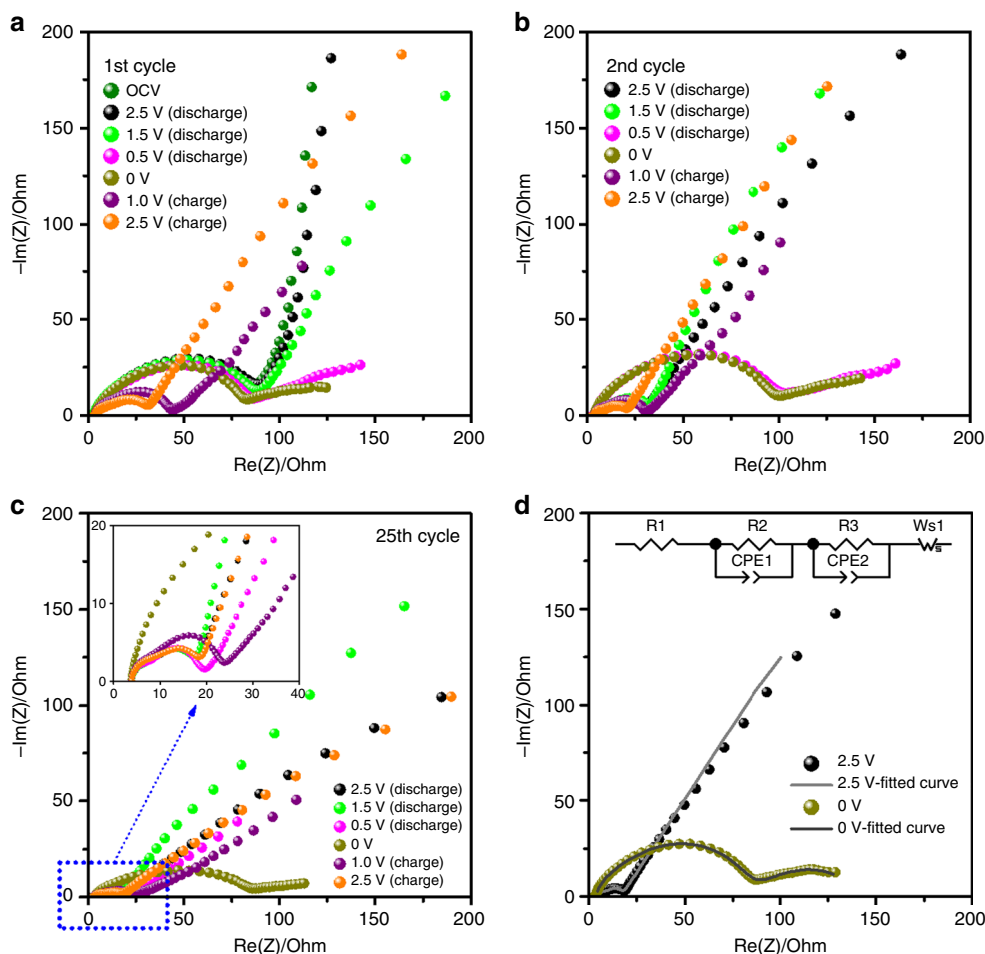 a
200
150
100
50
0
–Im(Z)/Ohm
1st cycle
OCV
2.5 V (discharge)
1.5 V (discharge)
0.5 V (discharge)
0 V
1.0 V (charge)
2.5 V (charge)
0 50 100 150 200
Re(Z)/Ohm
b
200
150
100
50
0
–Im(Z)/Ohm
2nd cycle
2.5 V (discharge)
1.5 V (discharge)
0.5 V (discharge)
0 V
1.0 V (charge)
2.5 V (charge)
0 50 100 150 200
Re(Z)/Ohm
c
200
150
100
50
0
–Im(Z)/Ohm
25th cycle
20
10
0
0 10 20 30 40
2.5 V (discharge)
1.5 V (discharge)
0.5 V (discharge)
0 V
1.0 V (charge)
2.5 V (charge)
0 50 100 150 200
Re(Z)/Ohm
d
200
150
100
50
0
–Im(Z)/Ohm
R1 R2 R3 Ws1
CPE1 CPE2
s
2.5 V
2.5 V-fitted curve
0 V
0 V-fitted curve
0 50 100 150 200
Re(Z)/Ohm